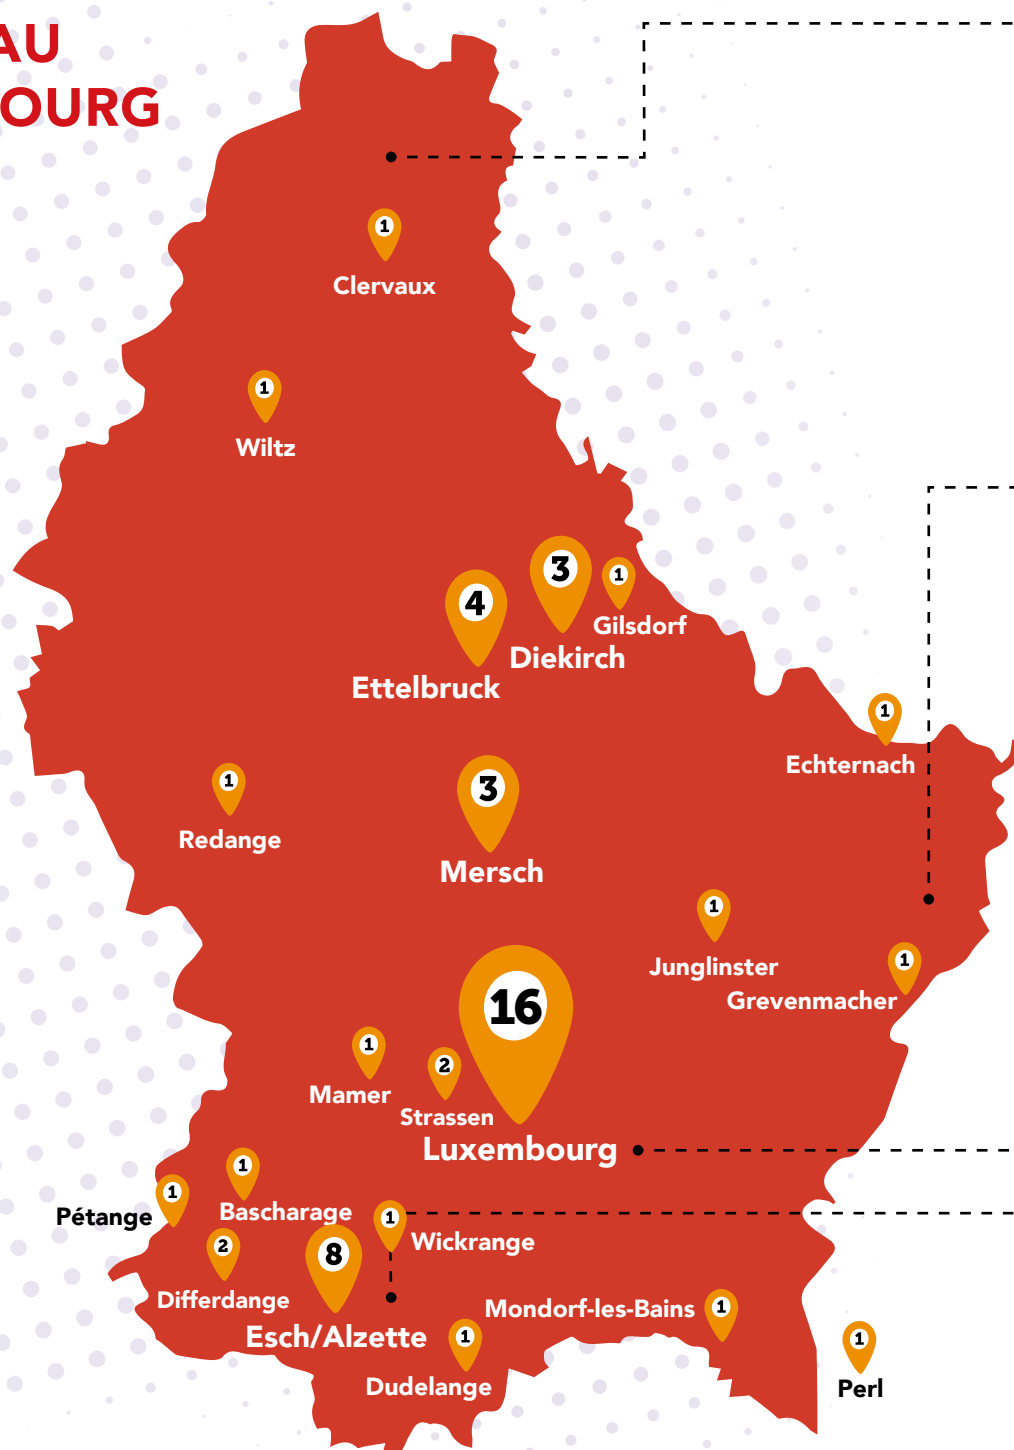 AU
OURG
1
Clervaux
1
Wiltz
3
1
4
Gilsdorf
Diekirch
Ettelbruck
1
Echternach
1
3
Redange
Mersch
1
Junglinster
1
Grevenmacher
16
1
2
Mamer
Strassen
Luxembourg
1
1
Pétange
Bascharage
1
Wickrange
2
8
Differdange
Esch/Alzette
Mondorf-les-Bains
1
1
Dudelange
1
Perl